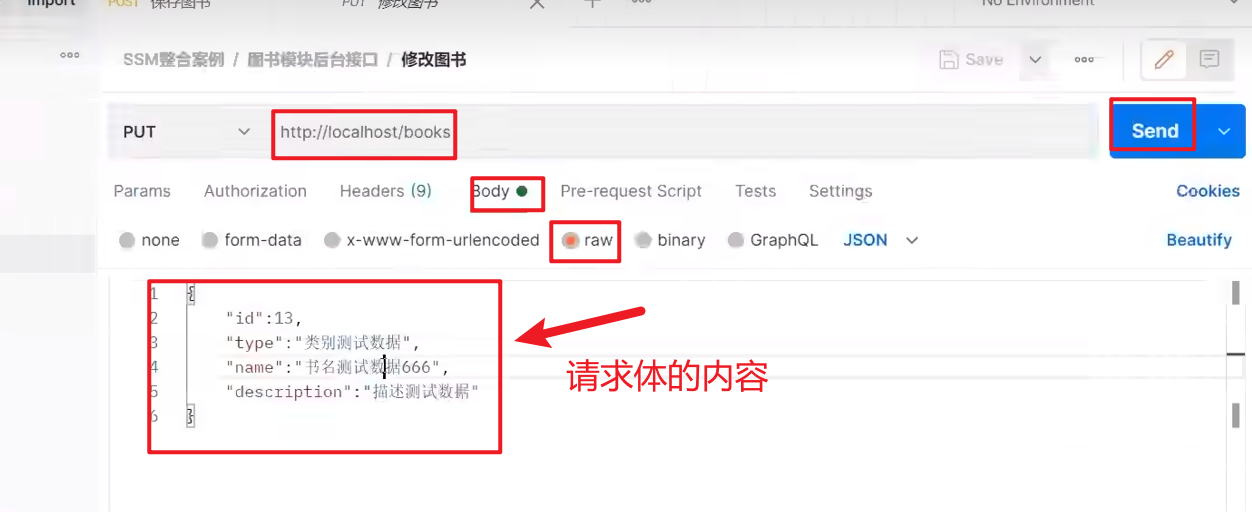 Import
POST 保存图书
PUT 修改图书
No Environment
SSM整合案例 / 图书模块后台接口 / 修改图书
Save
PUT
http://localhost/books
Send
Params Authorization Headers (9) Body Pre-request Script Tests Settings Cookies
none form-data x-www-form-urlencoded raw binary GraphQL JSON Beautify
1 {
2 "id":13,
3 "type":"类别测试数据",
4 "name":"书名测试数据666",
5 "description":"描述测试数据"
6 }
请求体的内容